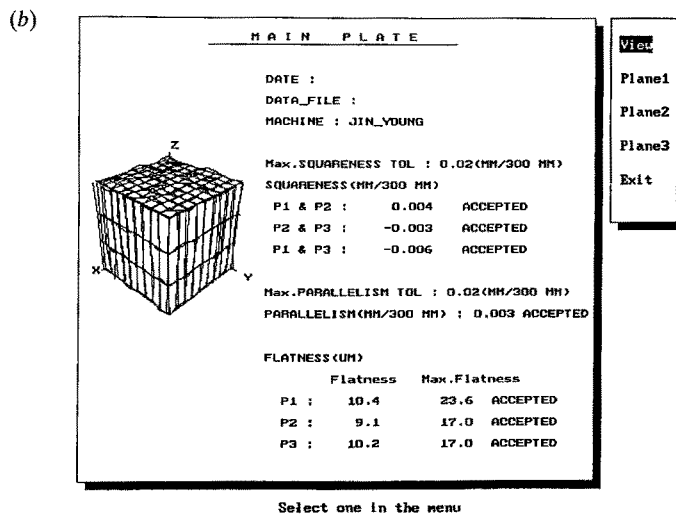 (b)
MAIN PLATE
DATE :
DATA_FILE :
MACHINE : JIN_YOUNG
Z
X
Y
Max.SQUARENESS TOL : 0.02(MM/300 MM)
SQUARENESS(MM/300 MM)
P1 & P2 : 0.004 ACCEPTED
P2 & P3 : -0.003 ACCEPTED
P1 & P3 : -0.006 ACCEPTED
Max.PARALLELISM TOL : 0.02(MM/300 MM)
PARALLELISM(MM/300 MM) : 0.003 ACCEPTED
FLATNESS(UM)
Flatness Max.Flatness
P1 : 10.4 23.6 ACCEPTED
P2 : 9.1 17.0 ACCEPTED
P3 : 10.2 17.0 ACCEPTED
View
Plane1
Plane2
Plane3
Exit
Select one in the menu